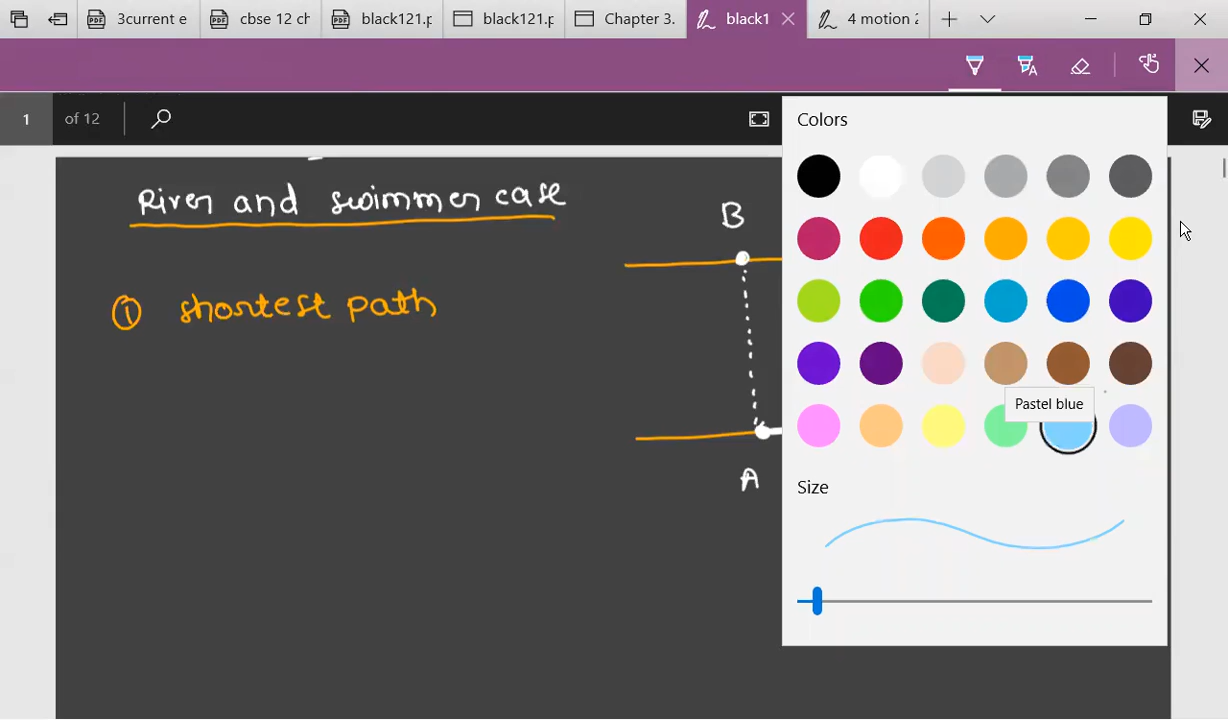 3current e
cbse 12 ch
black121.p
black121.p
Chapter 3.
black1
4 motion 2
1 of 12
Colors
River and swimmer case
B
① shortest path
Pastel blue
A
Size